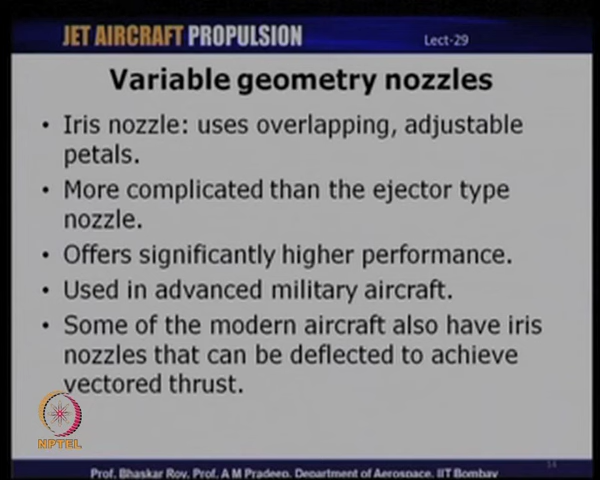 JET AIRCRAFT PROPULSION
Lect-29
Variable geometry nozzles
• Iris nozzle: uses overlapping, adjustable
petals.
• More complicated than the ejector type
nozzle.
• Offers significantly higher performance.
• Used in advanced military aircraft.
• Some of the modern aircraft also have iris
nozzles that can be deflected to achieve
vectored thrust.
NPTEL
14
Prof. Bhaskar Roy, Prof. A M Pradeep, Department of Aerospace, IIT Bombay